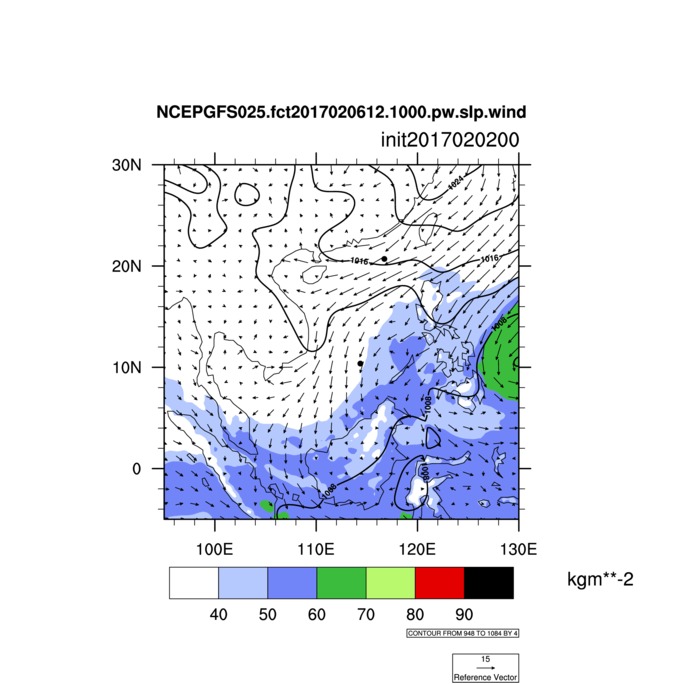 NCEPGFS025.fct2017020612.1000.pw.slp.wind
init2017020200
30N
1024
20N
1016
1016
1008
10N
1008
1008
0
1008
100E 110E 120E 130E
kgm**-2
40 50 60 70 80 90
CONTOUR FROM 948 TO 1084 BY 4
15
Reference Vector